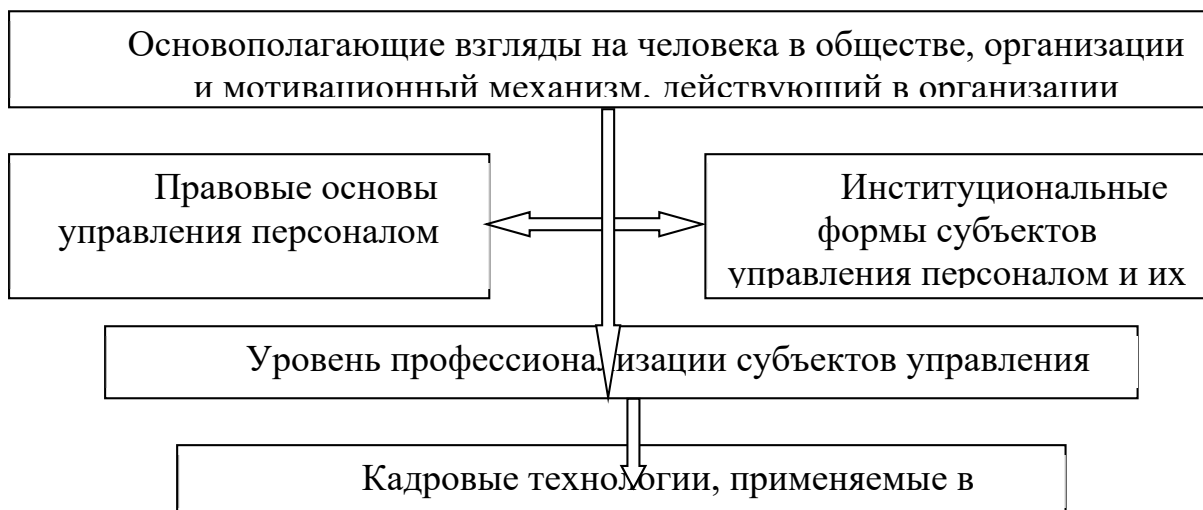 Основополагающие взгляды на человека в обществе, организации
и мотивационный механизм, действующий в организации
Правовые основы
управления персоналом
Институциональные
формы субъектов
управления персоналом и их
Уровень профессионализации субъектов управления
Кадровые технологии, применяемые в